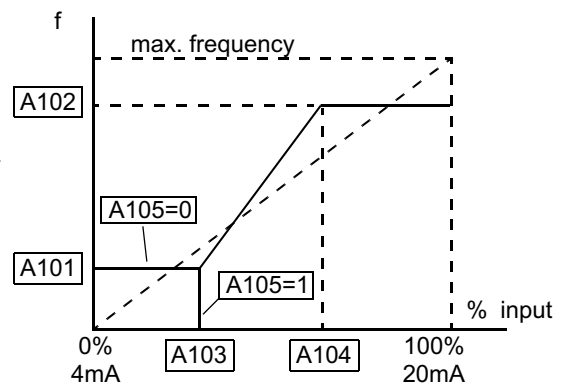 f
max. frequency
A102
A105=0
A101
A105=1
% input
0%
A103
A104
100%
4mA
20mA